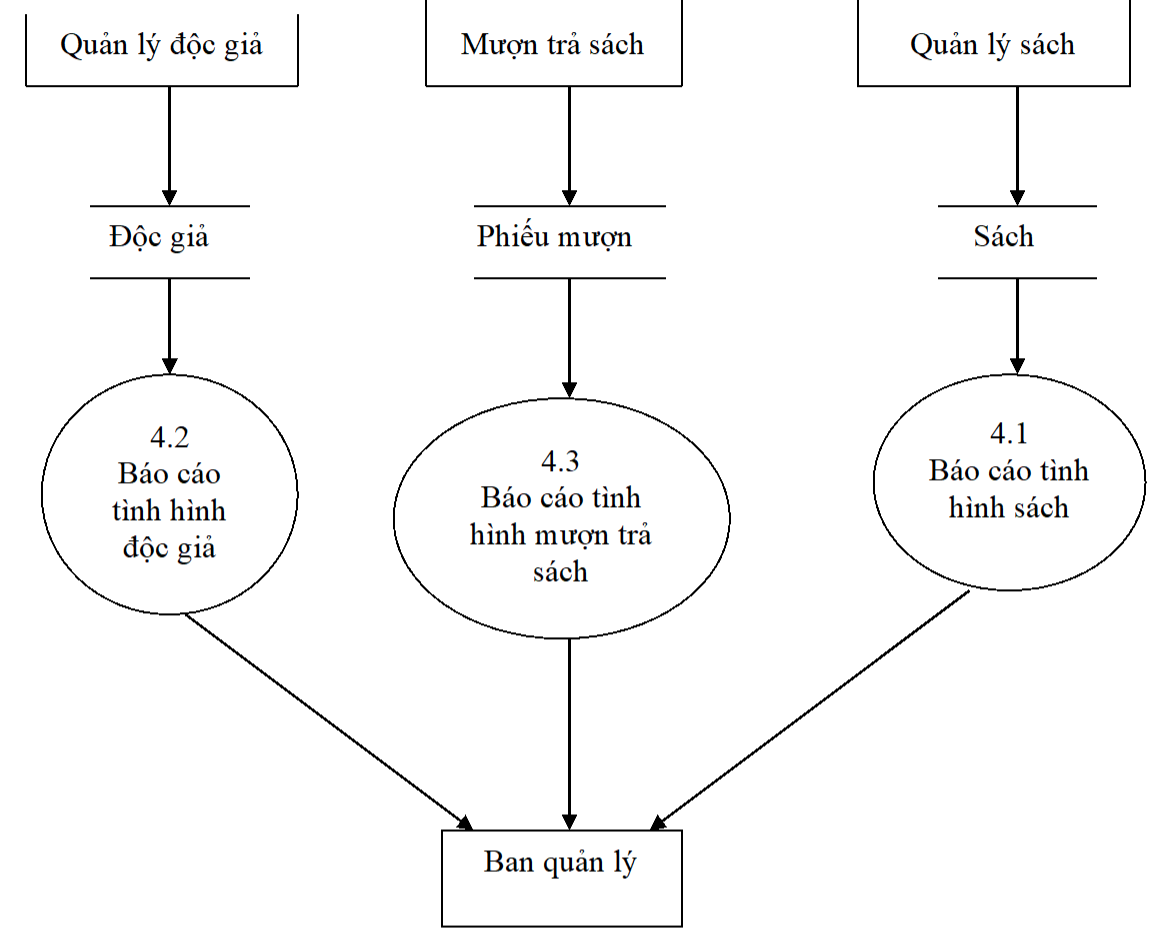 Quản lý độc giả
Mượn trả sách
Quản lý sách
Độc giả
Phiếu mượn
Sách
4.2
Báo cáo
tình hình
độc giả
4.3
Báo cáo tình
hình mượn trả
sách
4.1
Báo cáo tình
hình sách
Ban quản lý